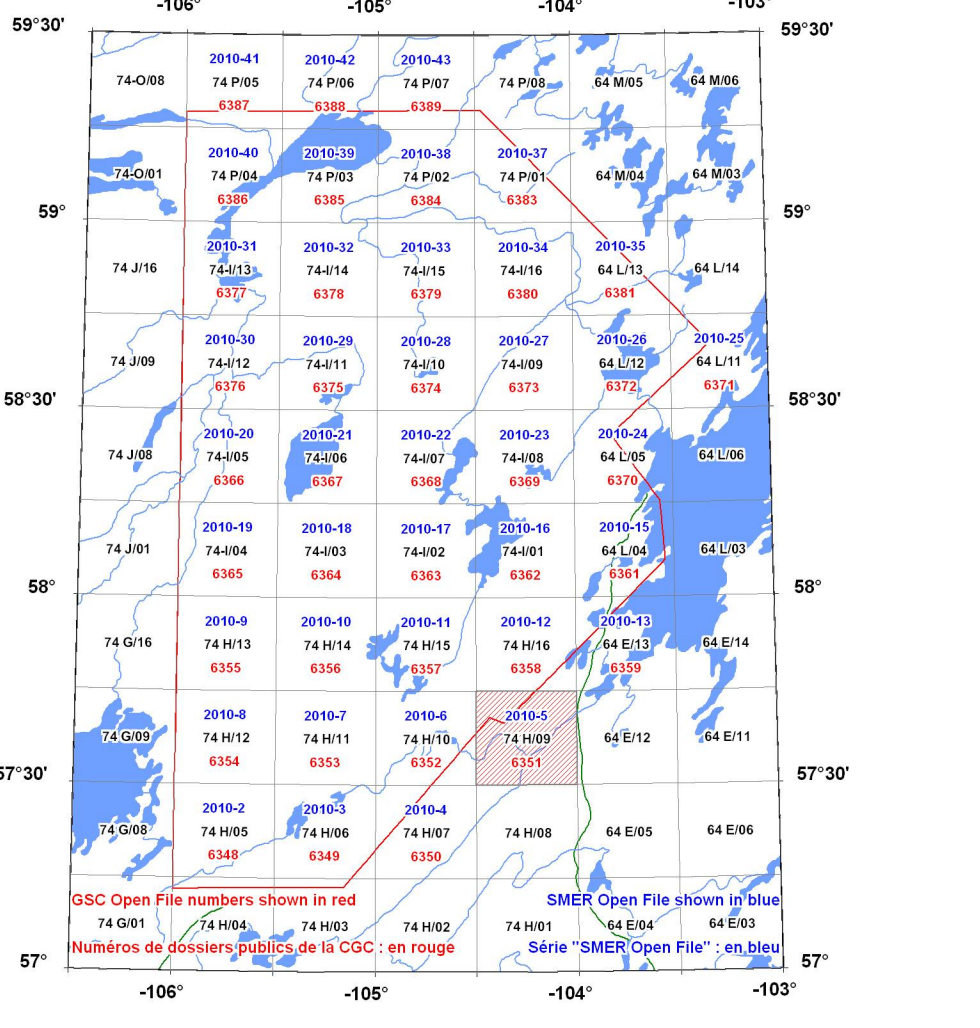 -106° -105° -104° -103°
59°30' 59°30'
2010-41 2010-42 2010-43
74-O/08 74 P/05 74 P/06 74 P/07 74 P/08 64 M/05 64 M/06
6387 6388 6389
2010-40 2010-39 2010-38 2010-37
74-O/01 74 P/04 74 P/03 74 P/02 74 P/01 64 M/04 64 M/03
6386 6385 6384 6383
59° 59°
2010-31 2010-32 2010-33 2010-34 2010-35
74 J/16 74-I/13 74-I/14 74-I/15 74-I/16 64 L/13 64 L/14
6377 6378 6379 6380 6381
2010-30 2010-29 2010-28 2010-27 2010-26 2010-25
74 J/09 74-I/12 74-I/11 74-I/10 74-I/09 64 L/12 64 L/11
6376 6375 6374 6373 6372 6371
58°30' 58°30'
2010-20 2010-21 2010-22 2010-23 2010-24
74 J/08 74-I/05 74-I/06 74-I/07 74-I/08 64 L/05 64 L/06
6366 6367 6368 6369 6370
2010-19 2010-18 2010-17 2010-16 2010-15
74 J/01 74-I/04 74-I/03 74-I/02 74-I/01 64 L/04 64 L/03
6365 6364 6363 6362 6361
58° 58°
2010-9 2010-10 2010-11 2010-12 2010-13
74 G/16 74 H/13 74 H/14 74 H/15 74 H/16 64 E/13 64 E/14
6355 6356 6357 6358 6359
2010-8 2010-7 2010-6 2010-5
74 G/09 74 H/12 74 H/11 74 H/10 74 H/09 64 E/12 64 E/11
6354 6353 6352 6351
57°30' 57°30'
2010-2 2010-3 2010-4
74 G/08 74 H/05 74 H/06 74 H/07 74 H/08 64 E/05 64 E/06
6348 6349 6350
GSC Open File numbers shown in red SMER Open File shown in blue
74 G/01 74 H/04 74 H/03 74 H/02 74 H/01 64 E/04 64 E/03
Numéros de dossiers publics de la CGC : en rouge Série "SMER Open File" : en bleu
57° 57°
-106° -105° -104° -103°